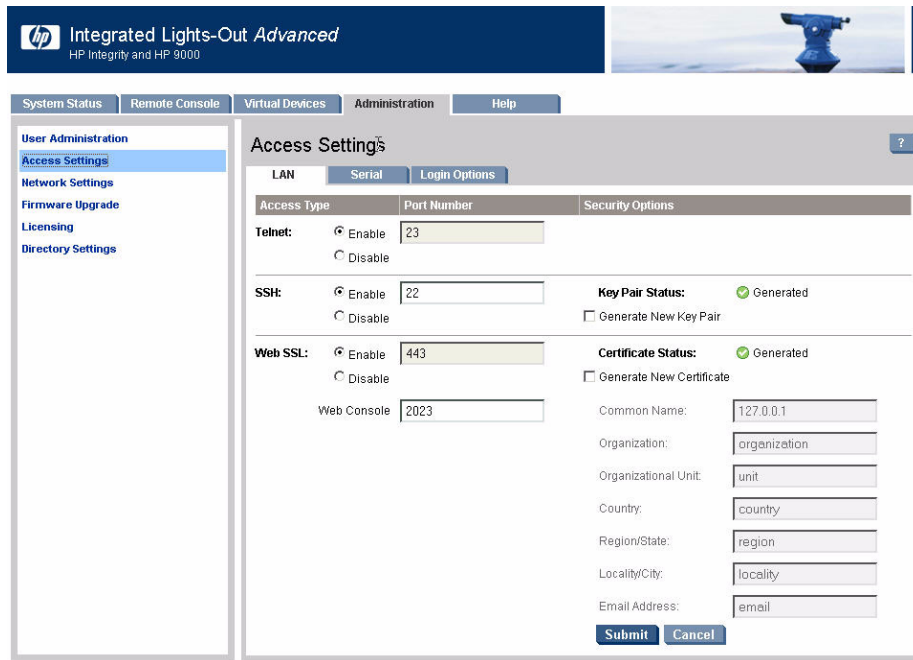 hp
Integrated Lights-Out Advanced
HP Integrity and HP 9000
System Status Remote Console Virtual Devices Administration Help
User Administration
Access Settings
Network Settings
Firmware Upgrade
Licensing
Directory Settings
Access Settings
?
LAN Serial Login Options
Access Type Port Number Security Options
Telnet: Enable 23
Disable
SSH: Enable 22 Key Pair Status: Generated
Disable Generate New Key Pair
Web SSL: Enable 443 Certificate Status: Generated
Disable Generate New Certificate
Web Console 2023 Common Name: 127.0.0.1
Organization: organization
Organizational Unit: unit
Country: country
Region/State: region
Locality/City: locality
Email Address: email
Submit Cancel